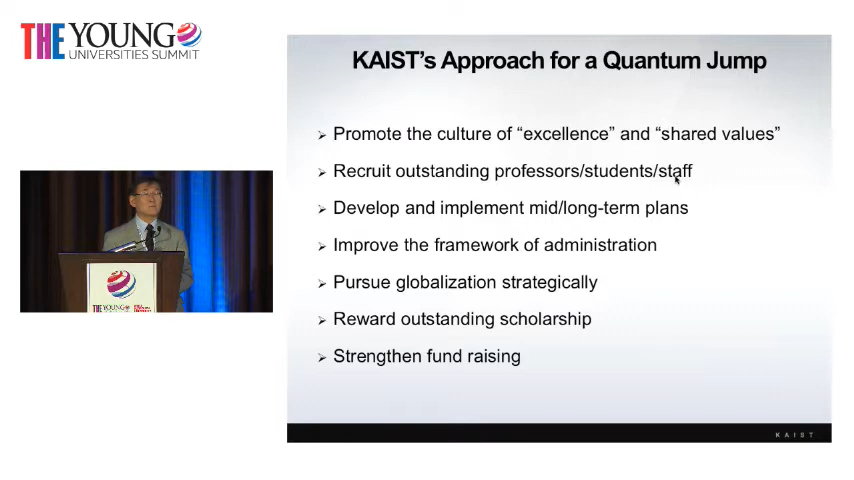 THE YOUNG
UNIVERSITIES SUMMIT
KAIST's Approach for a Quantum Jump
Promote the culture of “excellence” and “shared values”
Recruit outstanding professors/students/staff
Develop and implement mid/long-term plans
Improve the framework of administration
Pursue globalization strategically
Reward outstanding scholarship
Strengthen fund raising
KAIST
THE YOUNG